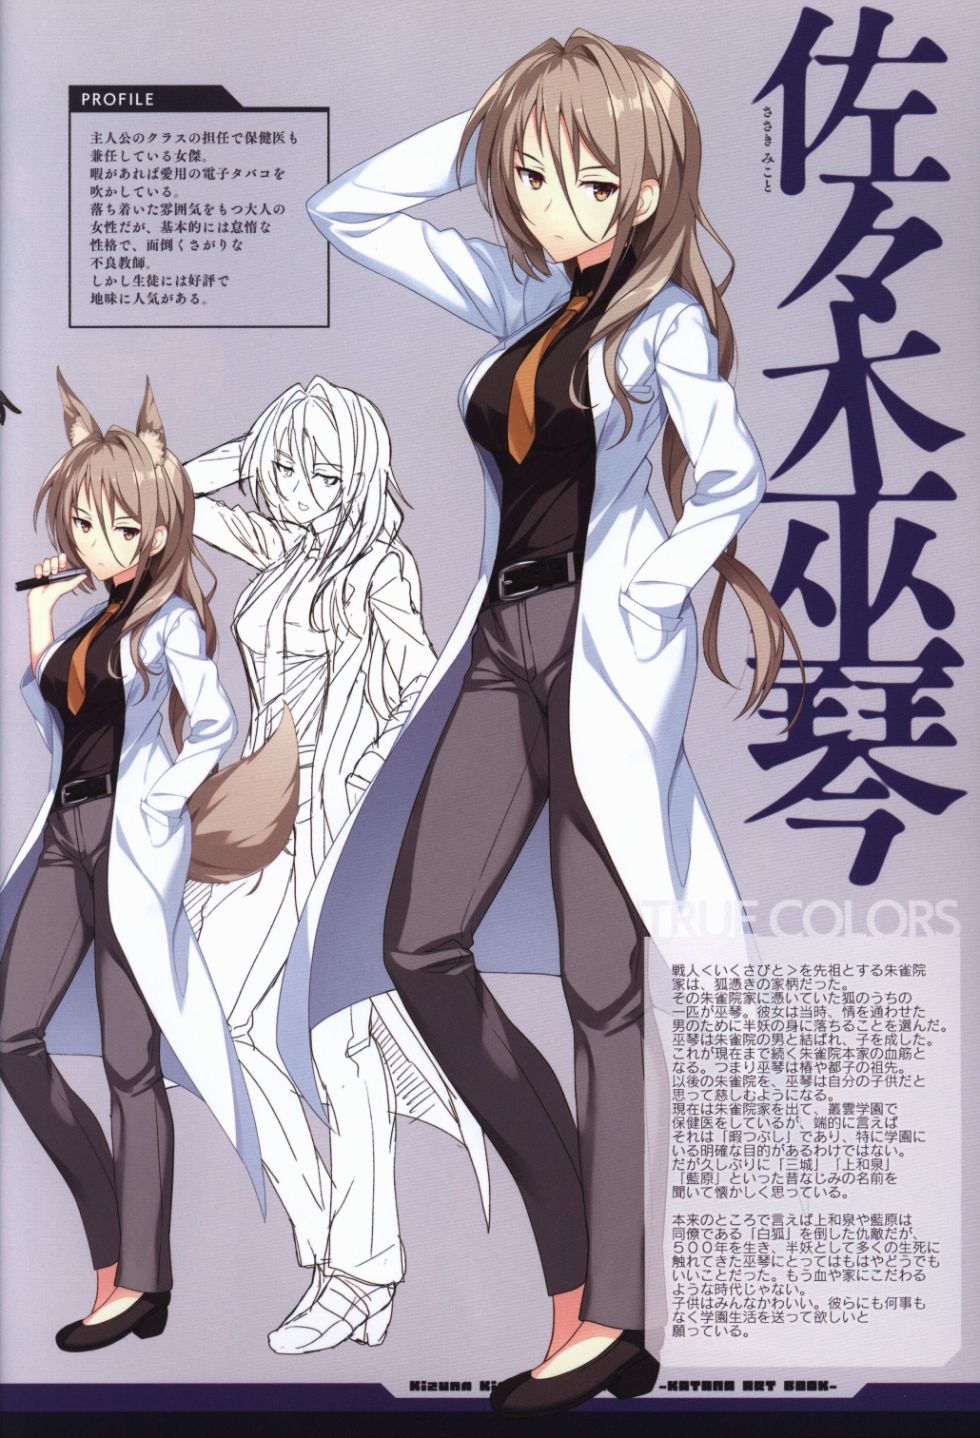 佐々木巫琴
ささき みこと
PROFILE
主人公のクラスの担任で保健医も
兼任している女傑。
暇があれば愛用の電子タバコを
吹かしている。
落ち着いた雰囲気をもつ大人の
女性だが、基本的には怠惰な
性格で、面倒くさがりな
不良教師。
しかし生徒には好評で
地味に人気がある。
TRUE COLORS
戦人＜いくさびと＞を先祖とする朱雀院
家は、狐憑きの家柄だった。
その朱雀院家に憑いていた狐のうちの
一匹が巫琴。彼女は当時、情を通わせた
男のために半妖の身に落ちることを選んだ。
巫琴は朱雀院の男と結ばれ、子を成した。
これが現在まで続く朱雀院本家の血筋と
なる。つまり巫琴は椿や都子の祖先。
以後の朱雀院を、巫琴は自分の子供だと
思って慈しむようになる。
現在は朱雀院家を出て、叢雲学園で
保健医をしているが、端的に言えば
それは「暇つぶし」であり、特に学園に
いる明確な目的があるわけではない。
だが久しぶりに「三城」「上和泉」
「藍原」といった昔なじみの名前を
聞いて懐かしく思っている。
本来のところで言えば上和泉や藍原は
同僚である「白狐」を倒した仇敵だが、
５００年を生き、半妖として多くの生死に
触れてきた巫琴にとってはもはやどうでも
いいことだった。もう血や家にこだわる
ような時代じゃない。
子供はみんなかわいい。彼らにも何事も
なく学園生活を送って欲しいと
願っている。
KIZUNA KI -KATANA ART BOOK-